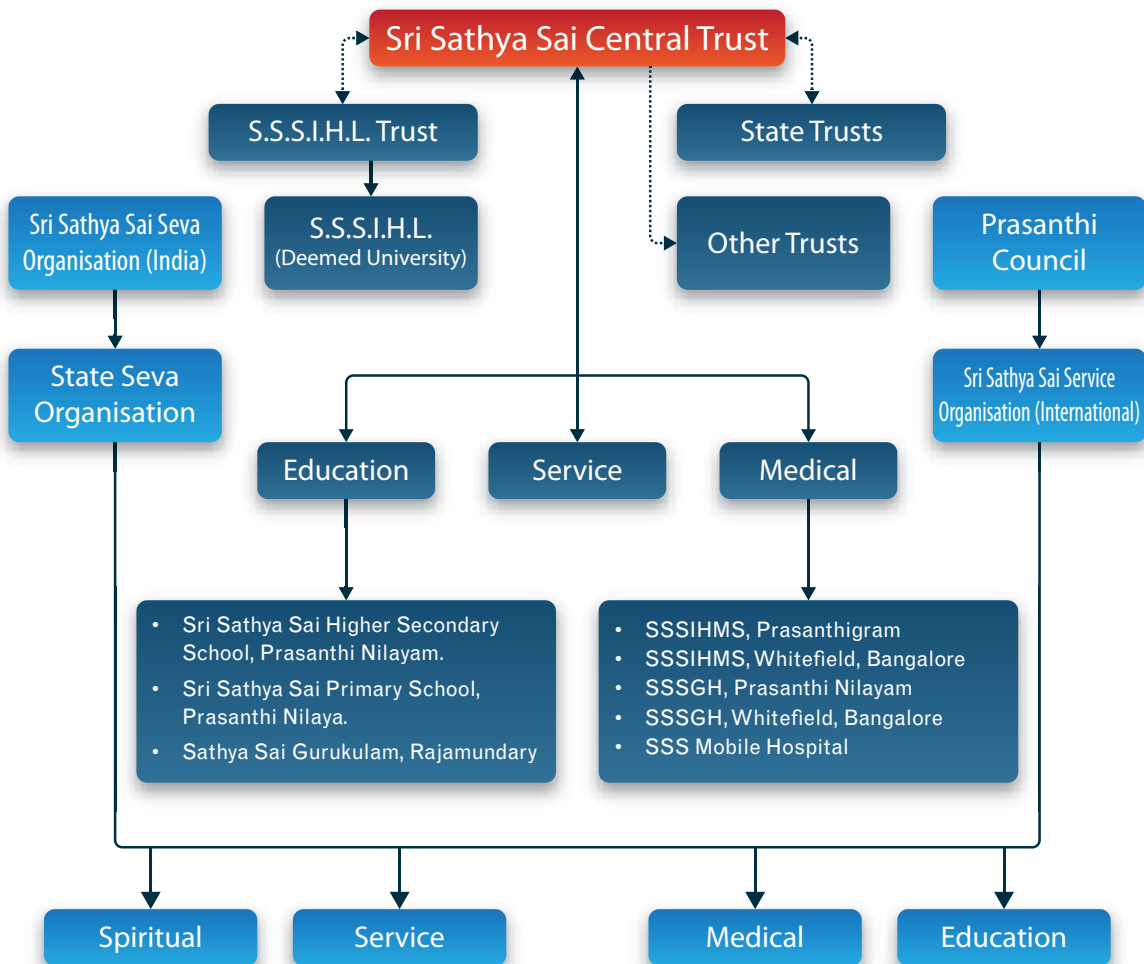 Sri Sathya Sai Central Trust
S.S.S.I.H.L. Trust
State Trusts
Sri Sathya Sai Seva
Organisation (India)
S.S.S.I.H.L.
(Deemed University)
Other Trusts
Prasanthi
Council
State Seva
Organisation
Sri Sathya Sai Service
Organisation (International)
Education
Service
Medical
• Sri Sathya Sai Higher Secondary
School, Prasanthi Nilayam.
• Sri Sathya Sai Primary School,
Prasanthi Nilaya.
• Sathya Sai Gurukulam, Rajamundary
• SSSIHMS, Prasanthigram
• SSSIHMS, Whitefield, Bangalore
• SSSGH, Prasanthi Nilayam
• SSSGH, Whitefield, Bangalore
• SSS Mobile Hospital
Spiritual
Service
Medical
Education